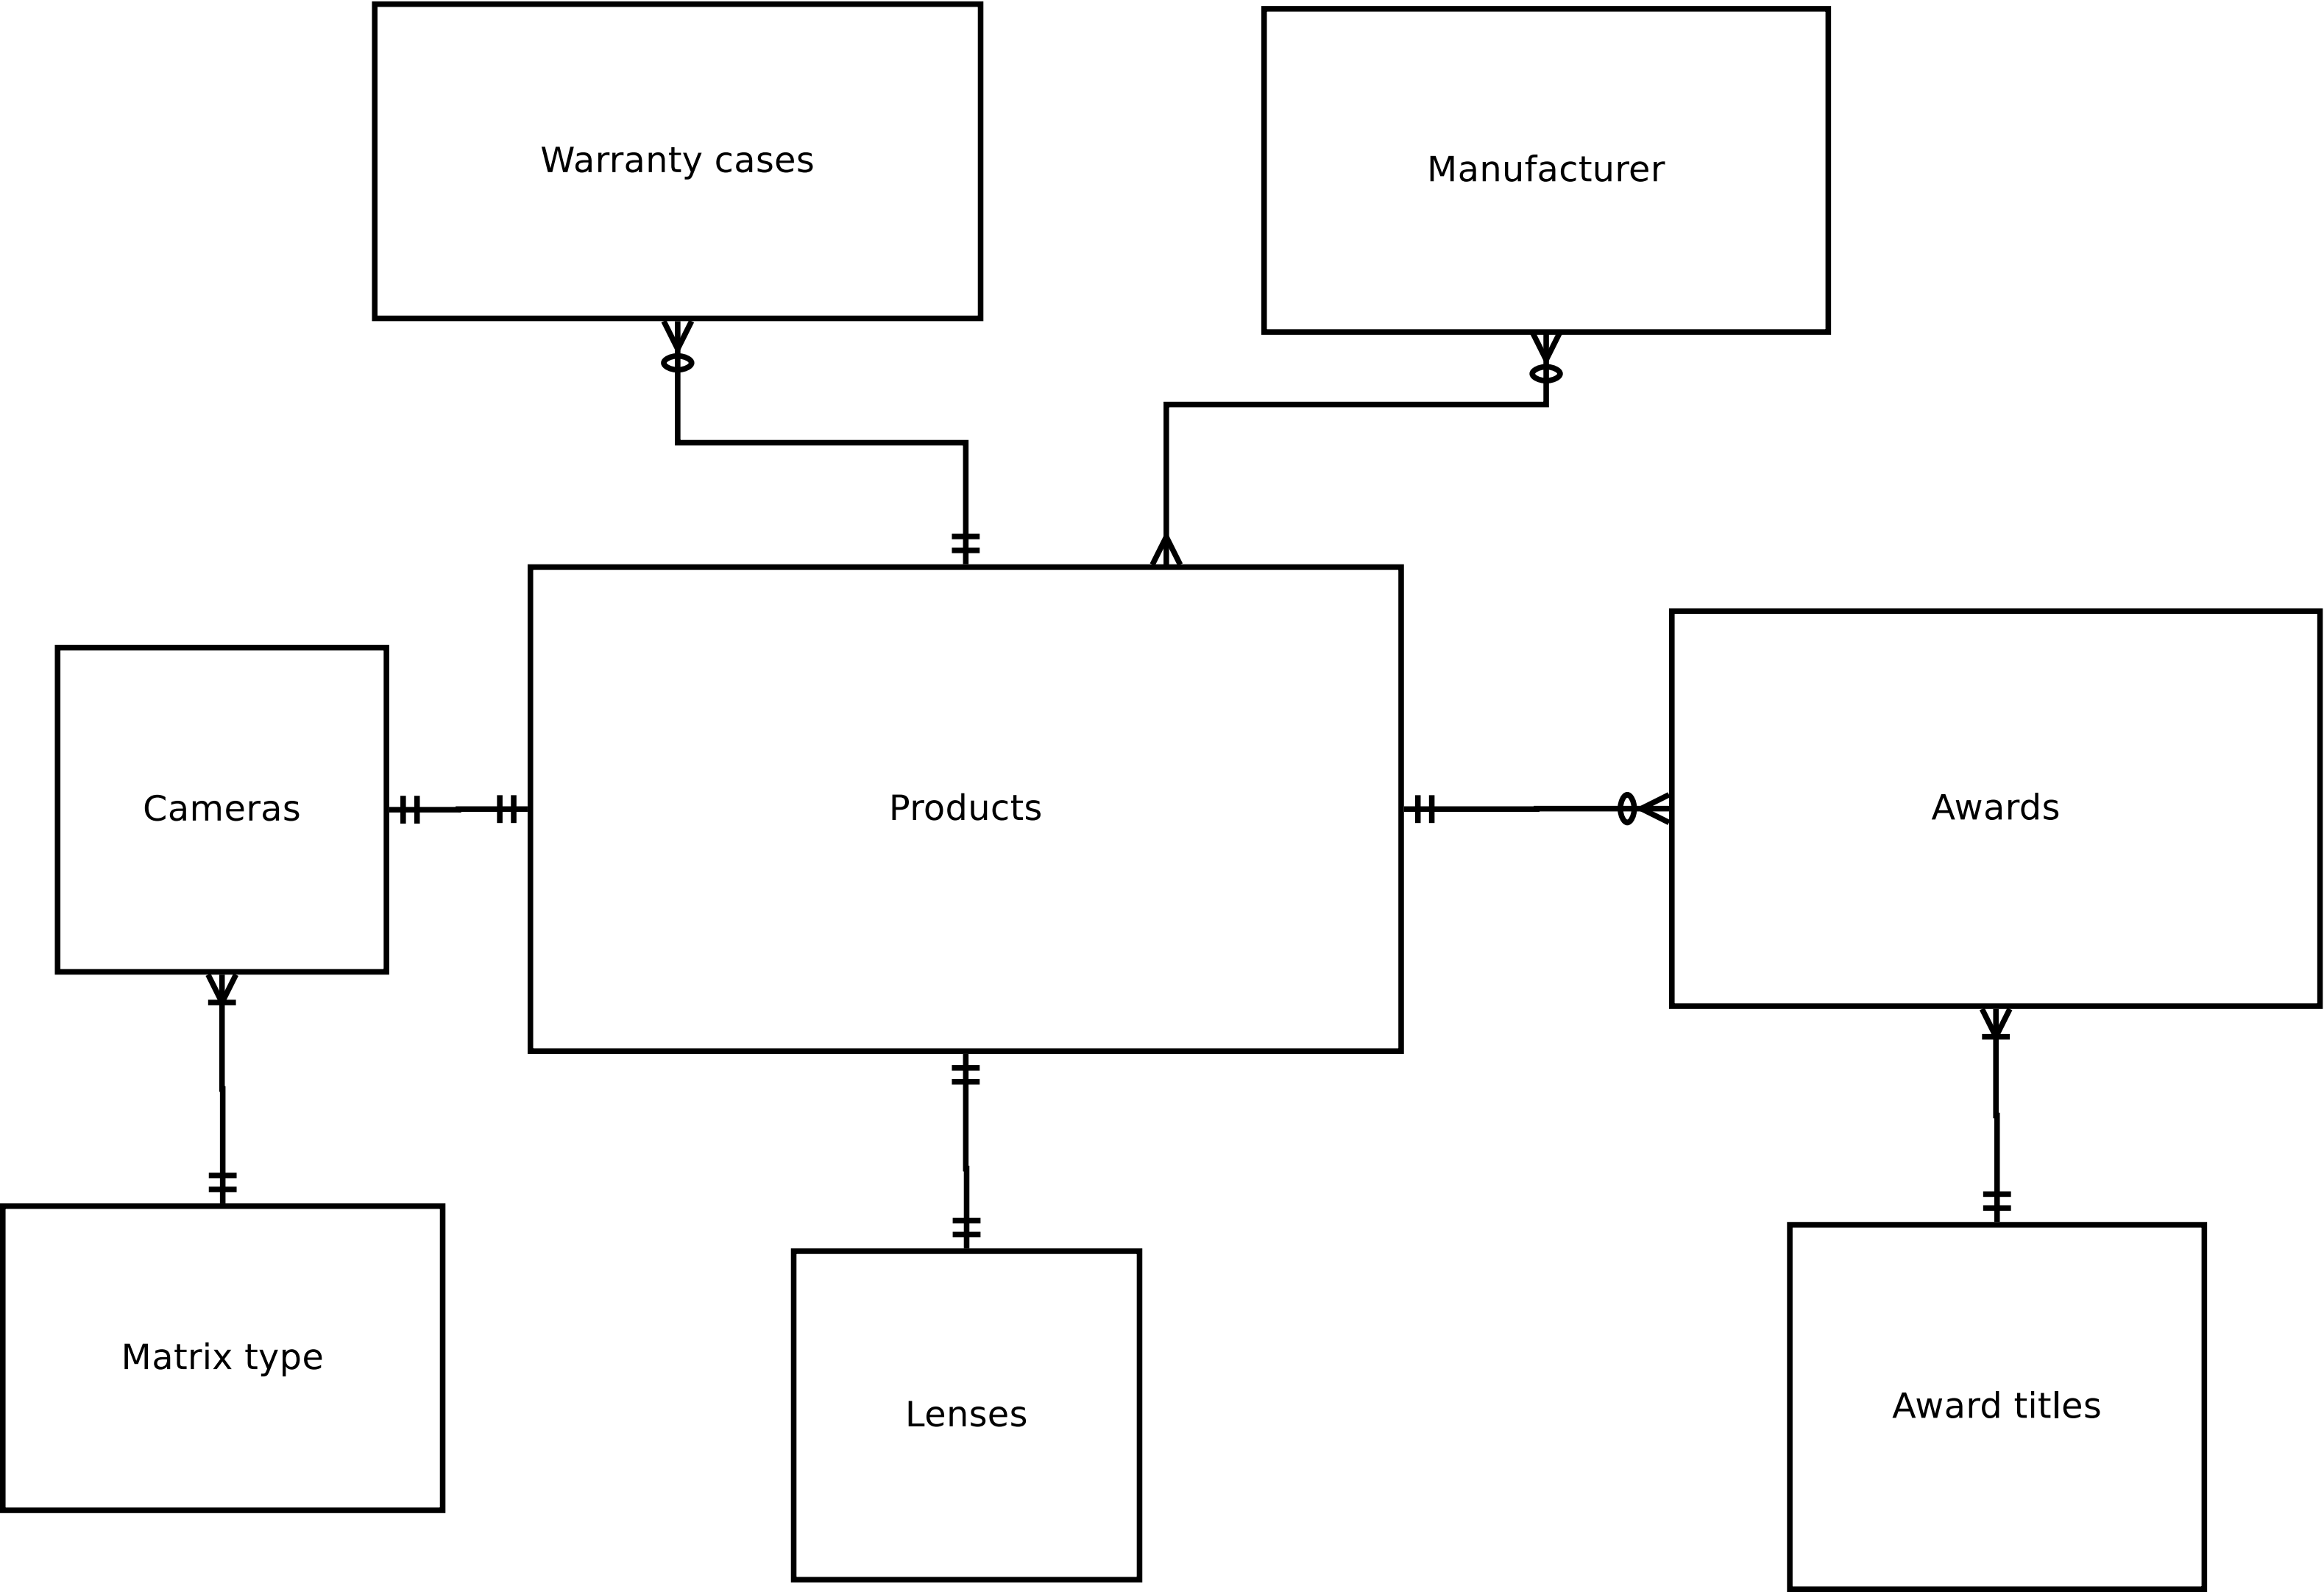 Warranty cases
Manufacturer
Cameras
Products
Awards
Matrix type
Lenses
Award titles